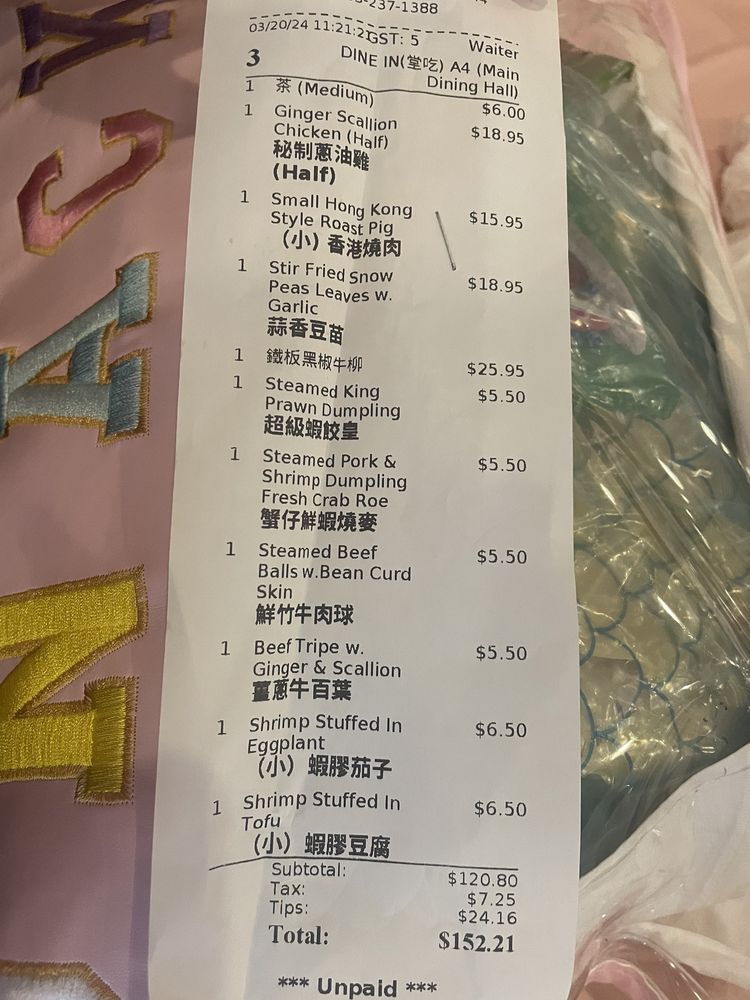 -237-1388
03/20/24 11:21:2 GST: 5 Waiter
3 DINE IN(堂吃) A4 (Main
Dining Hall)
1 茶 (Medium) $6.00
1 Ginger Scallion $18.95
Chicken (Half)
秘制蔥油雞
(Half)
1 Small Hong Kong $15.95
Style Roast Pig
（小）香港燒肉
1 Stir Fried Snow $18.95
Peas Leaves w.
Garlic
蒜香豆苗
1 鐵板黑椒牛柳 $25.95
1 Steamed King $5.50
Prawn Dumpling
超級蝦餃皇
1 Steamed Pork & $5.50
Shrimp Dumpling
Fresh Crab Roe
蟹仔鮮蝦燒麥
1 Steamed Beef $5.50
Balls w.Bean Curd
Skin
鮮竹牛肉球
1 Beef Tripe w. $5.50
Ginger & Scallion
薑蔥牛百葉
1 Shrimp Stuffed In $6.50
Eggplant
（小）蝦膠茄子
1 Shrimp Stuffed In $6.50
Tofu
（小）蝦膠豆腐
Subtotal: $120.80
Tax: $7.25
Tips: $24.16
Total: $152.21
*** Unpaid ***